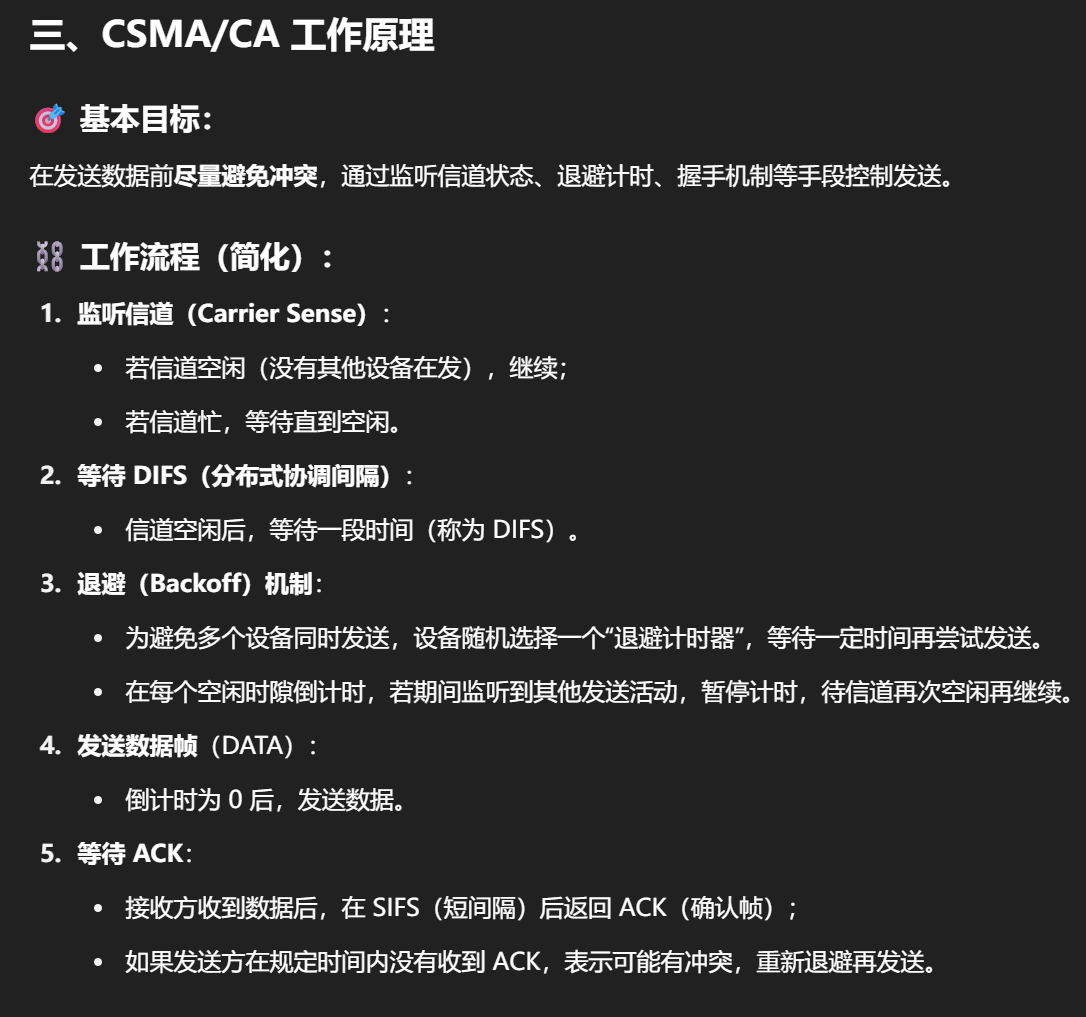 三、CSMA/CA 工作原理
🎯 基本目标：
在发送数据前尽量避免冲突，通过监听信道状态、退避计时、握手机制等手段控制发送。
⛓️ 工作流程（简化）：
1. 监听信道（Carrier Sense）：
• 若信道空闲（没有其他设备在发），继续；
• 若信道忙，等待直到空闲。
2. 等待 DIFS（分布式协调间隔）：
• 信道空闲后，等待一段时间（称为 DIFS）。
3. 退避（Backoff）机制：
• 为避免多个设备同时发送，设备随机选择一个“退避计时器”，等待一定时间再尝试发送。
• 在每个空闲时隙倒计时，若期间监听到其他发送活动，暂停计时，待信道再次空闲再继续。
4. 发送数据帧（DATA）：
• 倒计时为 0 后，发送数据。
5. 等待 ACK：
• 接收方收到数据后，在 SIFS（短间隔）后返回 ACK（确认帧）；
• 如果发送方在规定时间内没有收到 ACK，表示可能有冲突，重新退避再发送。